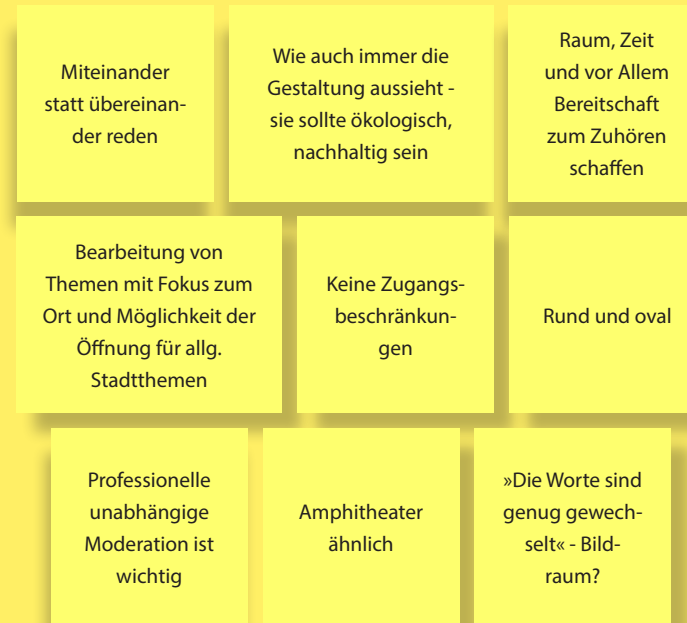 Miteinander
statt übereinan-
der reden
Wie auch immer die
Gestaltung aussieht -
sie sollte ökologisch,
nachhaltig sein
Raum, Zeit
und vor Allem
Bereitschaft
zum Zuhören
schaffen
Bearbeitung von
Themen mit Fokus zum
Ort und Möglichkeit der
Öffnung für allg.
Stadtthemen
Keine Zugangs-
beschränkun-
gen
Rund und oval
Professionelle
unabhängige
Moderation ist
wichtig
Amphitheater
ähnlich
»Die Worte sind
genug gewech-
selt« - Bild-
raum?